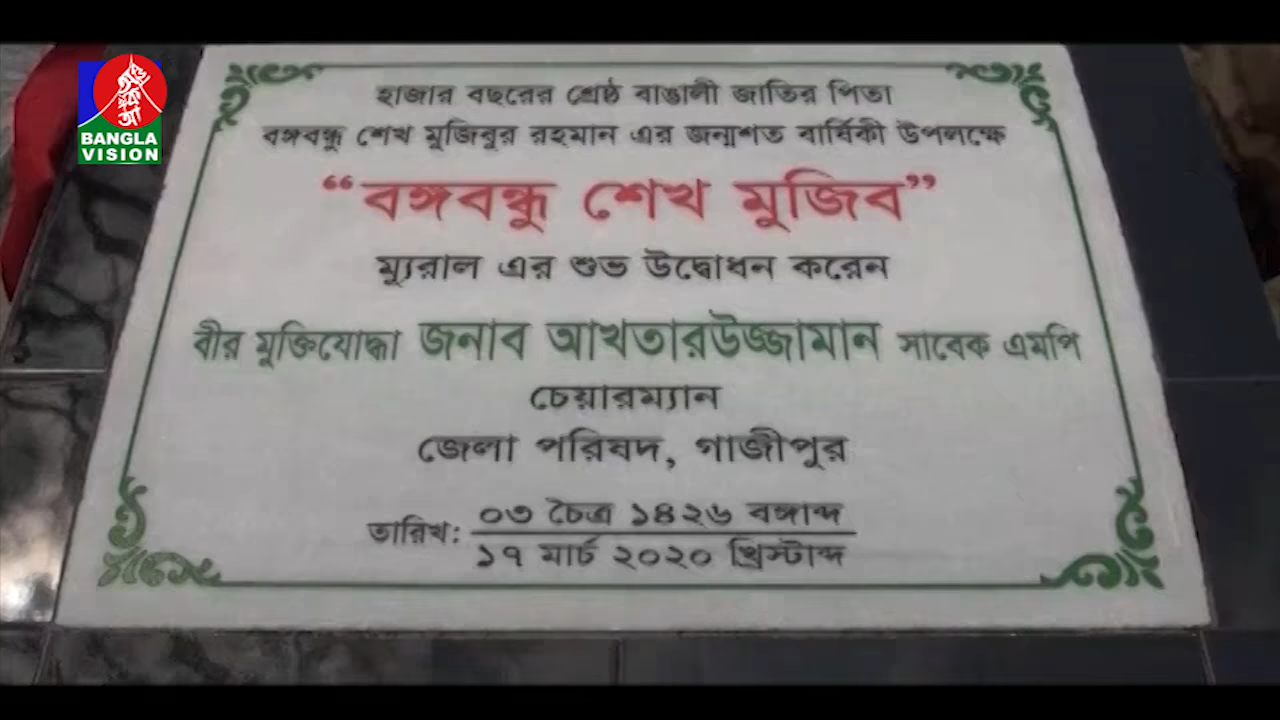 BANGLA
VISION
হাজার বছরের শ্রেষ্ঠ বাঙালী জাতির পিতা
বঙ্গবন্ধু শেখ মুজিবুর রহমান এর জন্মশত বার্ষিকী উপলক্ষে
“বঙ্গবন্ধু শেখ মুজিব”
ম্যুরাল এর শুভ উদ্বোধন করেন
বীর মুক্তিযোদ্ধা জনাব আখতারউজ্জামান সাবেক এমপি
চেয়ারম্যান
জেলা পরিষদ, গাজীপুর
তারিখ: ০৩ চৈত্র ১৪২৬ বঙ্গাব্দ
১৭ মার্চ ২০২০ খ্রিস্টাব্দ